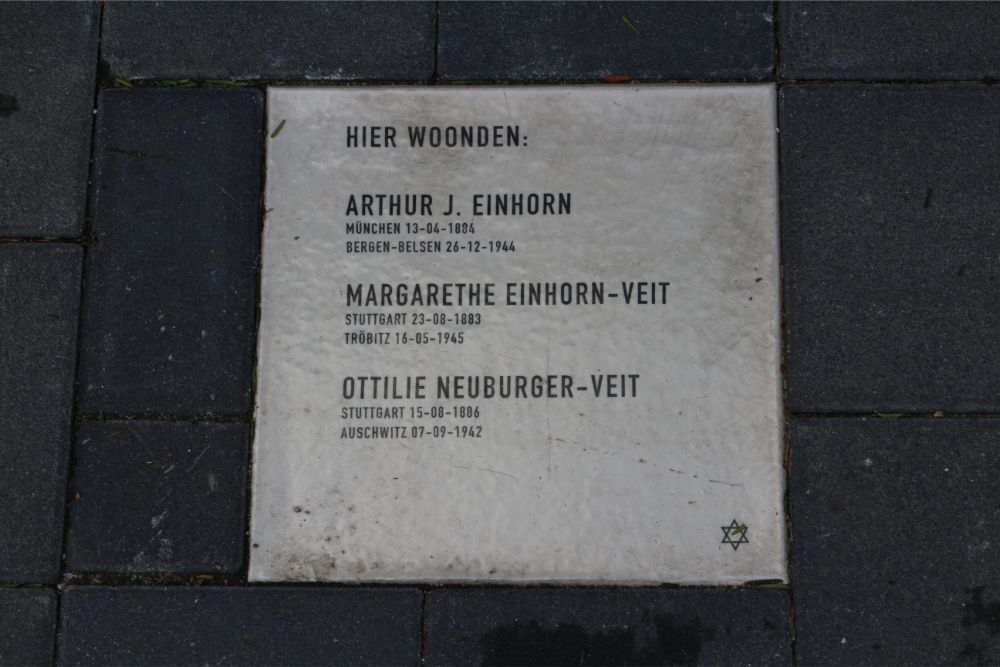 HIER WOONDEN:
ARTHUR J. EINHORN
MÜNCHEN 13-04-1884
BERGEN-BELSEN 26-12-1944
MARGARETHE EINHORN-VEIT
STUTTGART 23-08-1883
TRÖBITZ 16-05-1945
OTTILIE NEUBURGER-VEIT
STUTTGART 15-08-1886
AUSCHWITZ 07-09-1942